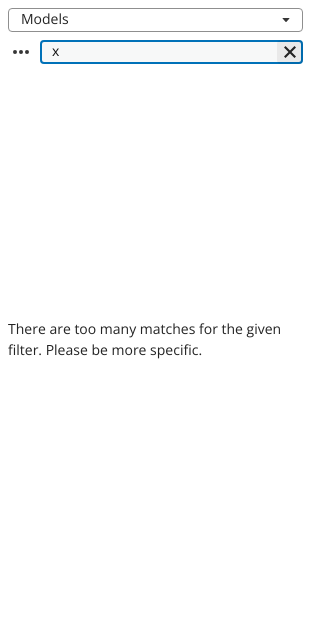 Models
x
There are too many matches for the given
filter. Please be more specific.